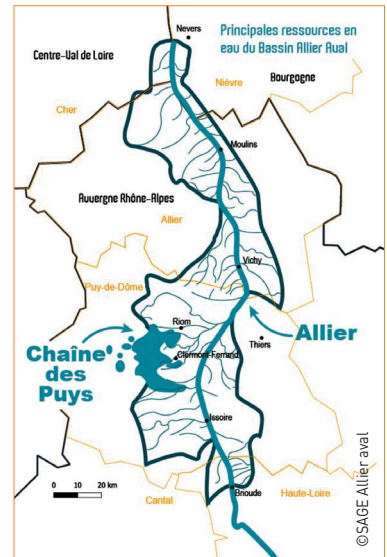 Principales ressources en
eau du Bassin Allier Aval
Nevers
Centre-Val de Loire
Nièvre
Bourgogne
Cher
Moulins
Auvergne Rhône-Alpes
Allier
Vichy
Puy-de-Dôme
Riom
Allier
Chaîne
des
Puys
Clermont-Ferrand
Thiers
Issoire
0 10 20 km
Brioude
Cantal
Haute-Loire
©SAGE Allier aval